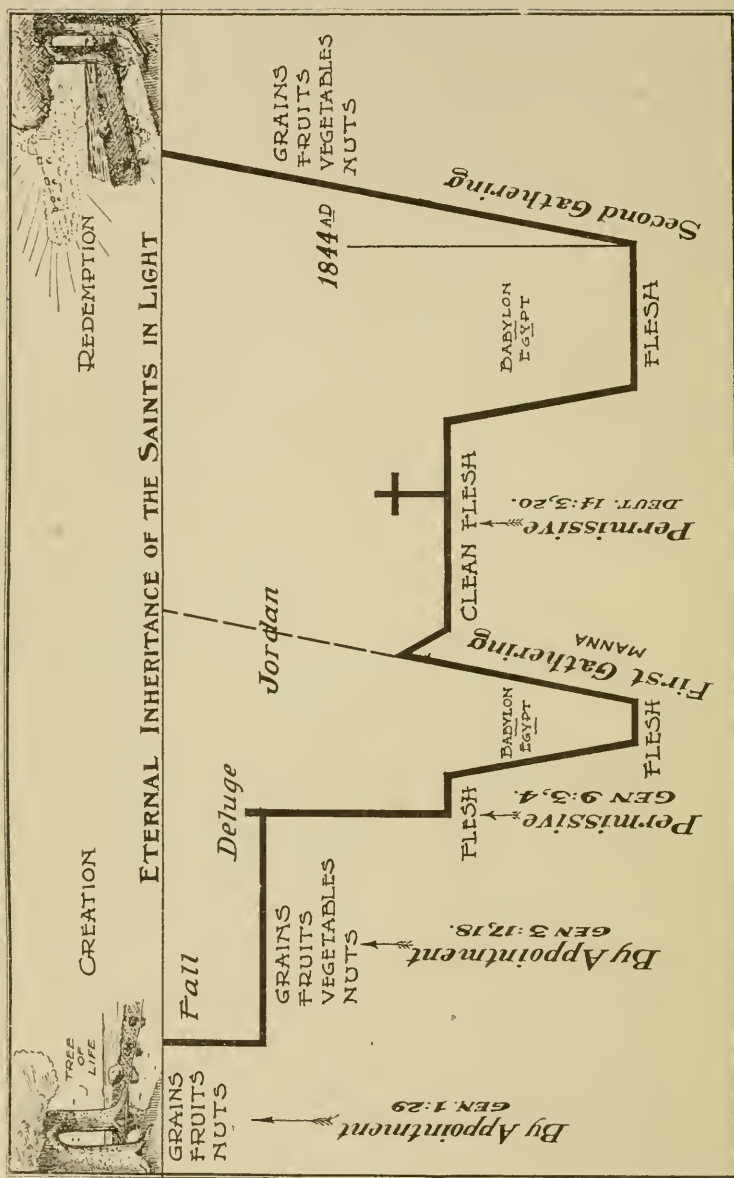 CREATION
REDEMPTION
TREE
OF
LIFE
ETERNAL INHERITANCE OF THE SAINTS IN LIGHT
GRAINS
FRUITS
NUTS
By Appointment
GEN. 1:29
Fall
GRAINS
FRUITS
VEGETABLES
NUTS
By Appointment
GEN 3:17,18.
Deluge
FLESH
Permissive
GEN 9:3,4.
BABYLON
EGYPT
FLESH
First Gathering
MANNA
Jordan
CLEAN FLESH
Permissive
DEUT. 14:3,20.
BABYLON
EGYPT
FLESH
1844 AD
Second Gathering
GRAINS
FRUITS
VEGETABLES
NUTS